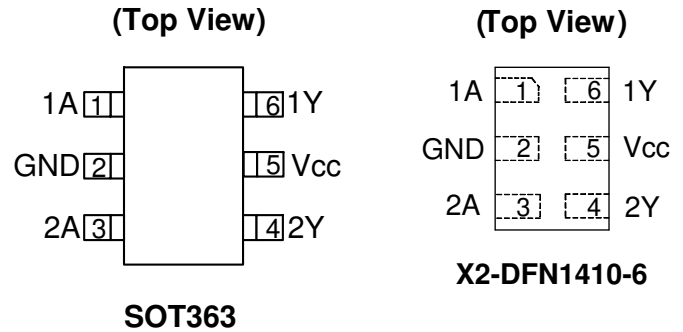 (Top View)
1A 1 6 1Y
GND 2 5 Vcc
2A 3 4 2Y
SOT363
(Top View)
1A 1 6 1Y
GND 2 5 Vcc
2A 3 4 2Y
X2-DFN1410-6